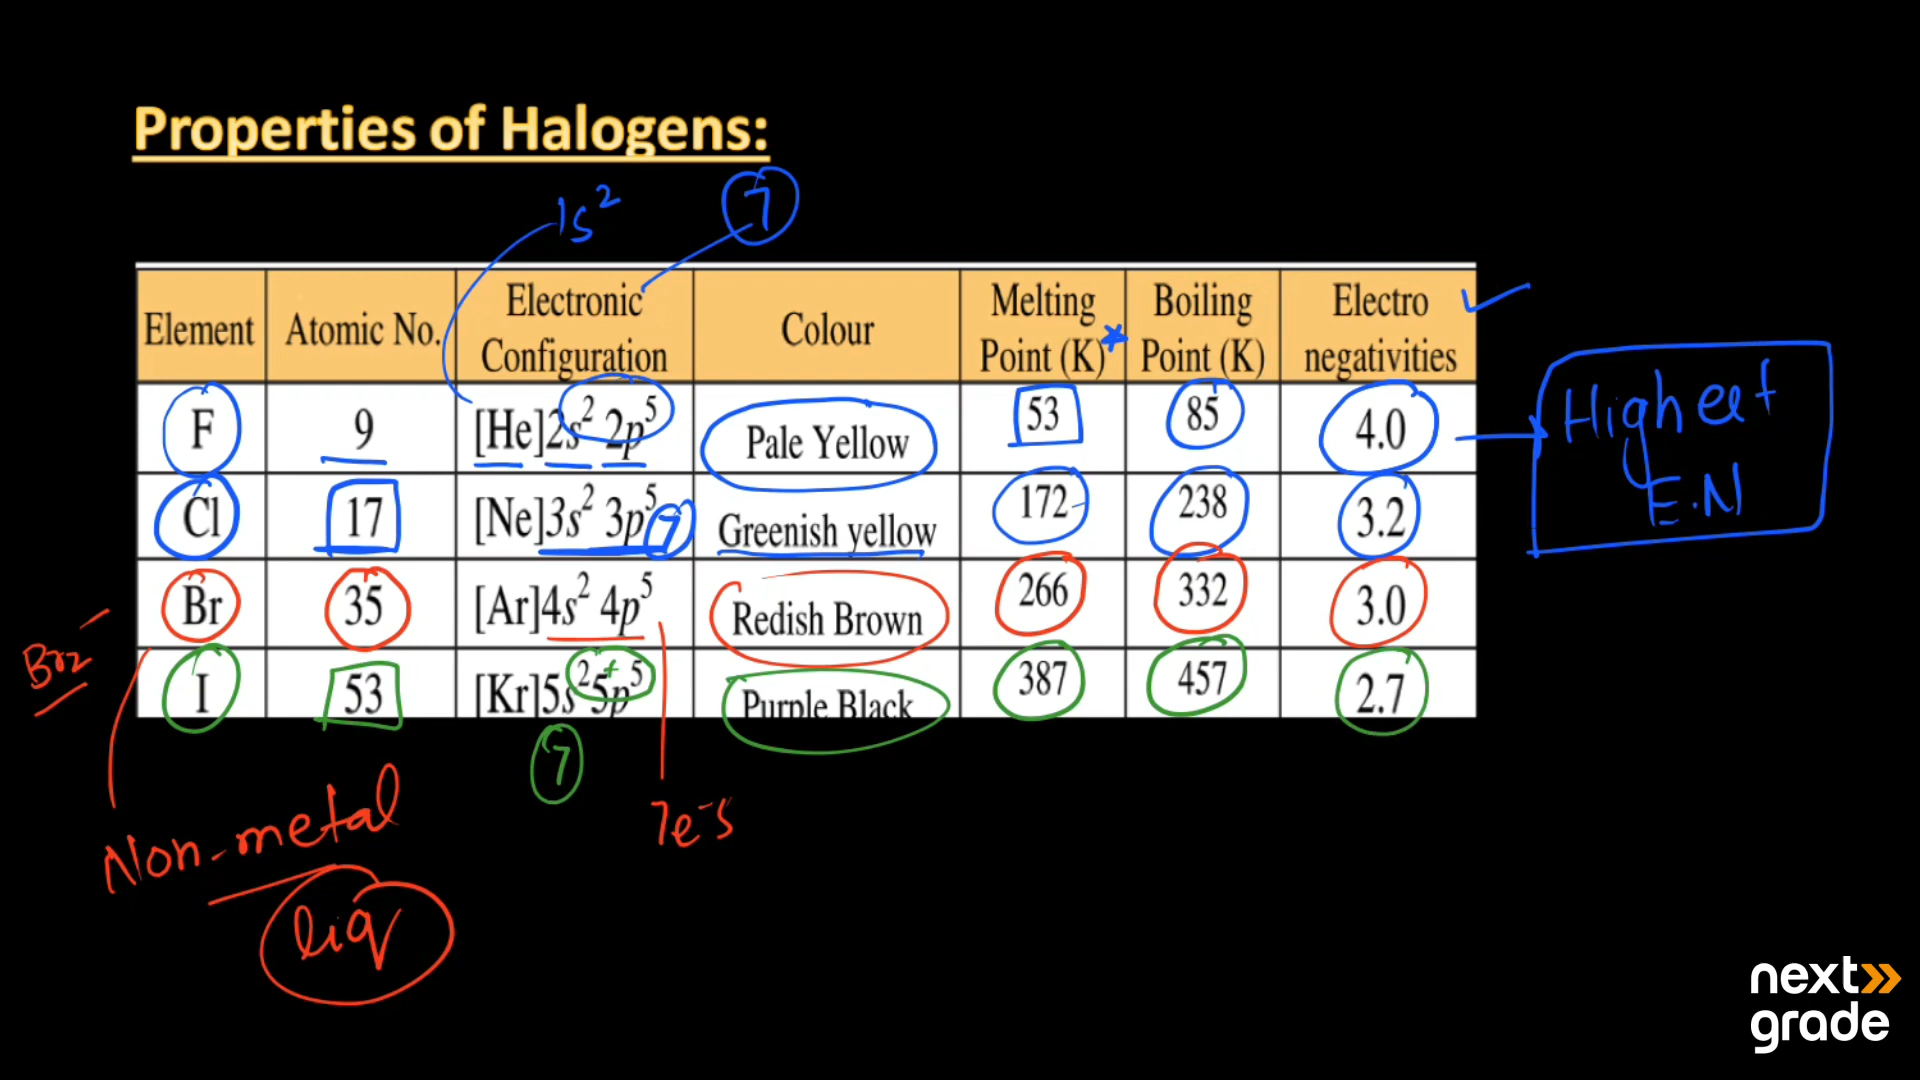 Properties of Halogens:
1s² 7
Element Atomic No. Electronic Configuration Colour Melting Point (K) Boiling Point (K) Electro negativities
F 9 [He]2s² 2p⁵ Pale Yellow 53 85 4.0
Highest
E.N
Cl 17 [Ne]3s² 3p⁵ 7 Greenish yellow 172 238 3.2
Br 35 [Ar]4s² 4p⁵ Redish Brown 266 332 3.0
Br₂
I 53 [Kr]5s² + 5p⁵ Purple Black 387 457 2.7
7
7e⁻s
Non-metal
liq
next
grade